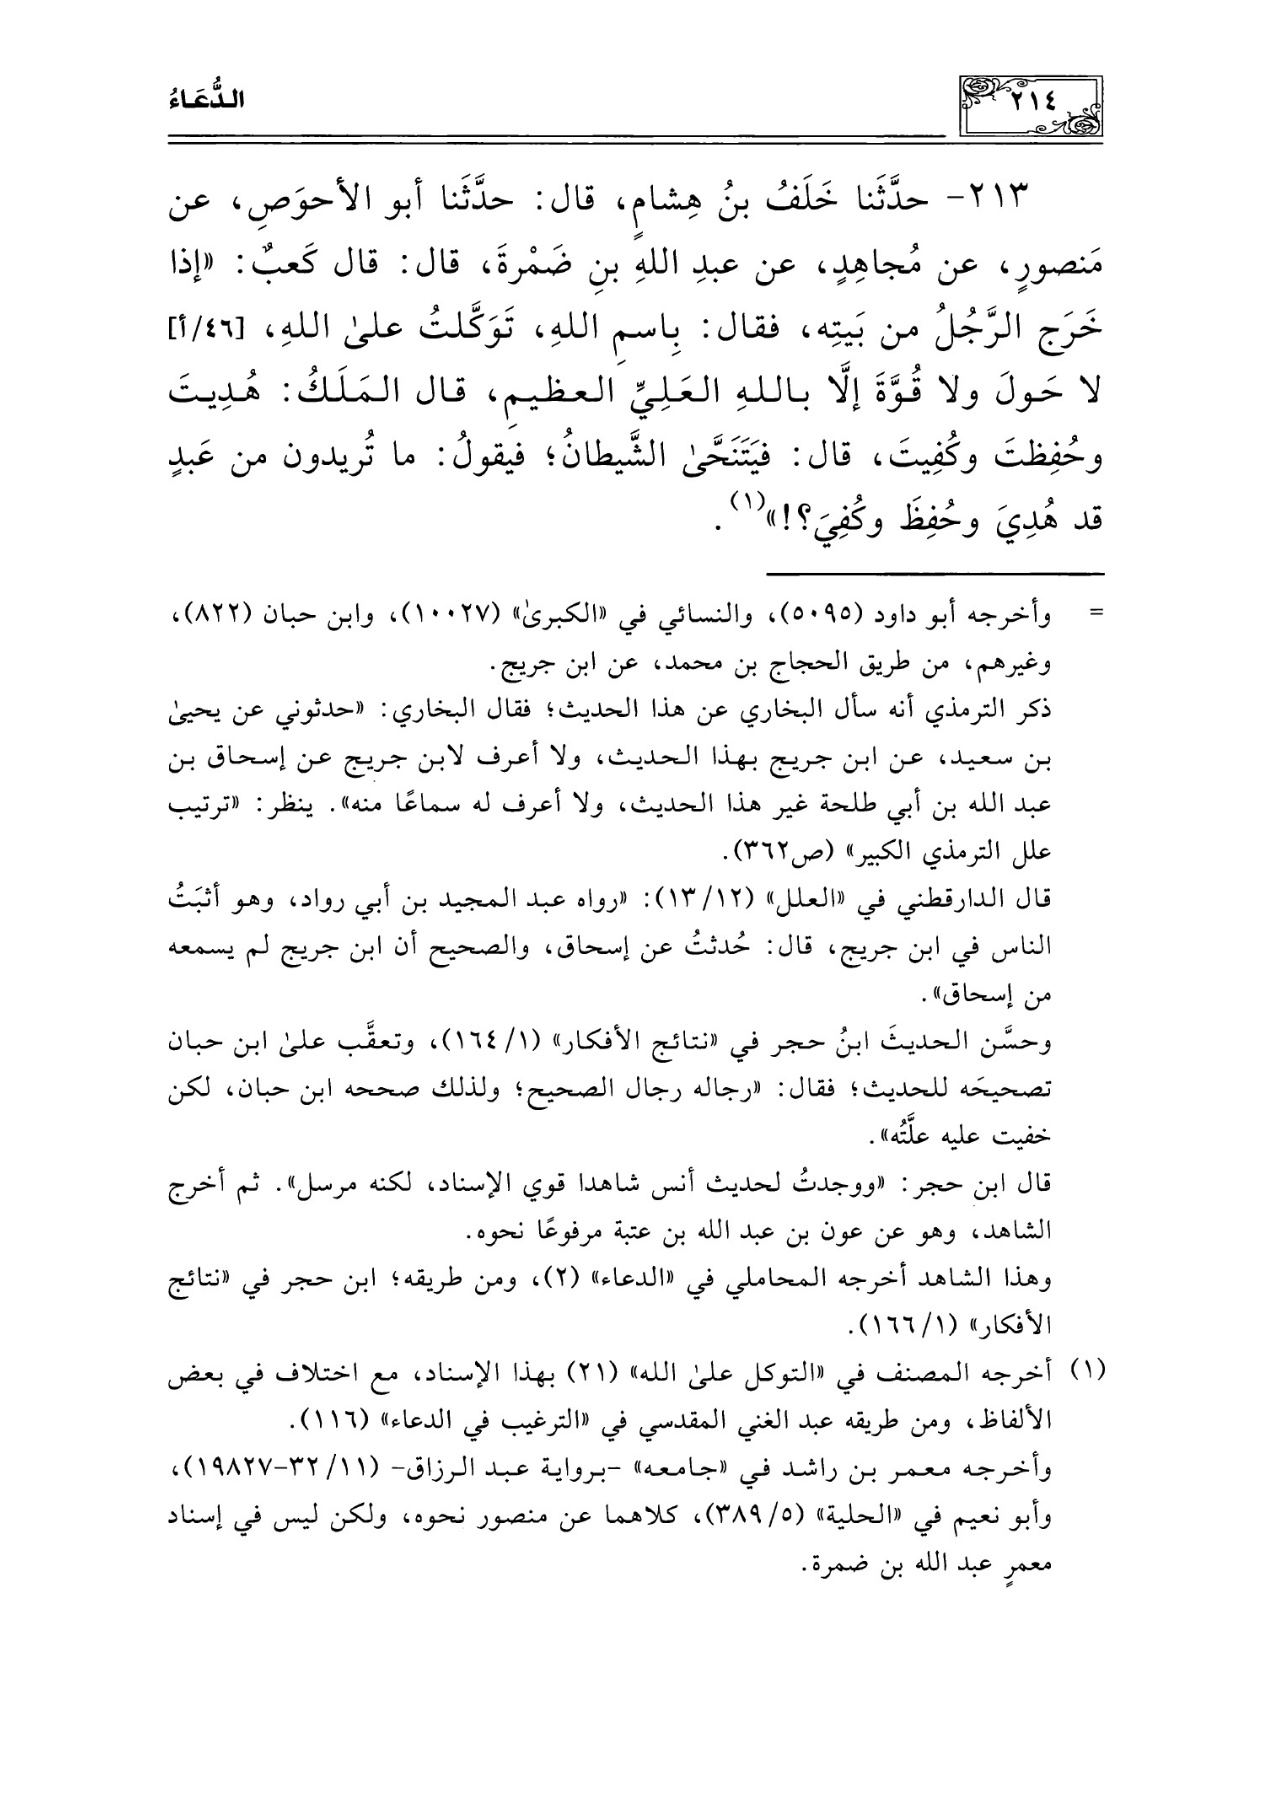 ٢١٤
الدُّعَاءُ
٢١٣- حدَّثَنا خَلَفُ بنُ هِشامٍ، قال: حدَّثَنا أبو الأحوَصِ، عن
مَنصورٍ، عن مُجاهِدٍ، عن عبدِ اللهِ بنِ ضَمْرةَ، قال: قال كَعبٌ: «إذا
خَرَج الرَّجُلُ من بَيتِه، فقال: بِاسمِ اللهِ، تَوَكَّلتُ علىٰ اللهِ، [٤٦/أ]
لا حَولَ ولا قُوَّةَ إلَّا باللهِ العَلِيِّ العظيمِ، قال المَلَكُ: هُدِيتَ
وحُفِظتَ وكُفِيتَ، قال: فيَتَنَحَّىٰ الشَّيطانُ؛ فيقولُ: ما تُريدون من عَبدٍ
قد هُدِيَ وحُفِظَ وكُفِيَ؟!»(١).
= وأخرجه أبو داود (٥٠٩٥)، والنسائي في «الكبرىٰ» (١٠٠٢٧)، وابن حبان (٨٢٢)،
وغيرهم، من طريق الحجاج بن محمد، عن ابن جريج.
ذكر الترمذي أنه سأل البخاري عن هذا الحديث؛ فقال البخاري: «حدثوني عن يحيىٰ
بن سعيد، عن ابن جريج بهذا الحديث، ولا أعرف لابن جريج عن إسحاق بن
عبد الله بن أبي طلحة غير هذا الحديث، ولا أعرف له سماعًا منه». ينظر: «ترتيب
علل الترمذي الكبير» (ص٣٦٢).
قال الدارقطني في «العلل» (١٣/١٢): «رواه عبد المجيد بن أبي رواد، وهو أثبَتُ
الناس في ابن جريج، قال: حُدثتُ عن إسحاق، والصحيح أن ابن جريج لم يسمعه
من إسحاق».
وحسَّن الحديثَ ابنُ حجر في «نتائج الأفكار» (١/ ١٦٤)، وتعقَّب علىٰ ابن حبان
تصحيحَه للحديث؛ فقال: «رجاله رجال الصحيح؛ ولذلك صححه ابن حبان، لكن
خفيت عليه علَّتُه».
قال ابن حجر: «ووجدتُ لحديث أنس شاهدا قوي الإسناد، لكنه مرسل». ثم أخرج
الشاهد، وهو عن عون بن عبد الله بن عتبة مرفوعًا نحوه.
وهذا الشاهد أخرجه المحاملي في «الدعاء» (٢)، ومن طريقه؛ ابن حجر في «نتائج
الأفكار» (١/ ١٦٦).
(١) أخرجه المصنف في «التوكل علىٰ الله» (٢١) بهذا الإسناد، مع اختلاف في بعض
الألفاظ، ومن طريقه عبد الغني المقدسي في «الترغيب في الدعاء» (١١٦).
وأخرجه معمر بن راشد في «جامعه» -برواية عبد الرزاق- (١١/ ٣٢-١٩٨٢٧)،
وأبو نعيم في «الحلية» (٥/ ٣٨٩)، كلاهما عن منصور نحوه، ولكن ليس في إسناد
معمرٍ عبد الله بن ضمرة.